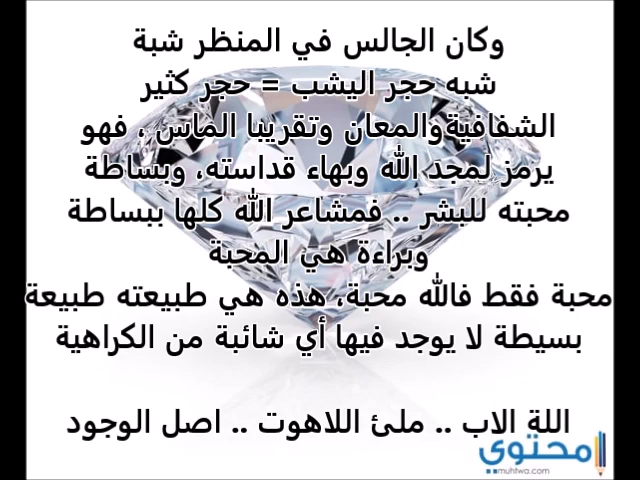 وكان الجالس في المنظر شبة
شبه حجر اليشب = حجر كثير
الشفافيةوالمعان وتقريبا الماس ، فهو
يرمز لمجد الله وبهاء قداسته، وبساطة
محبته للبشر .. فمشاعر الله كلها ببساطة
وبراءة هي المحبة
محبة فقط فالله محبة، هذه هي طبيعته طبيعة
بسيطة لا يوجد فيها أي شائبة من الكراهية
اللة الاب .. ملئ اللاهوت .. اصل الوجود
محتوى
muhtwa.com